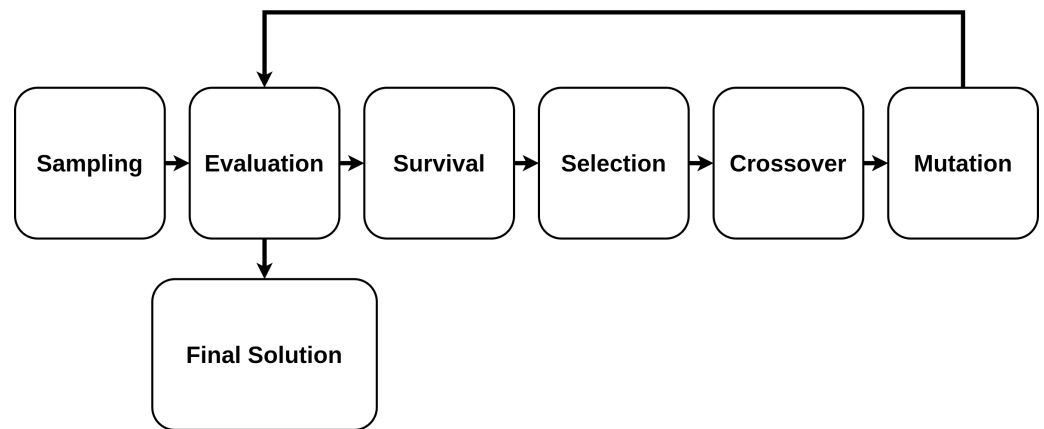 Sampling
Evaluation
Survival
Selection
Crossover
Mutation
Final Solution